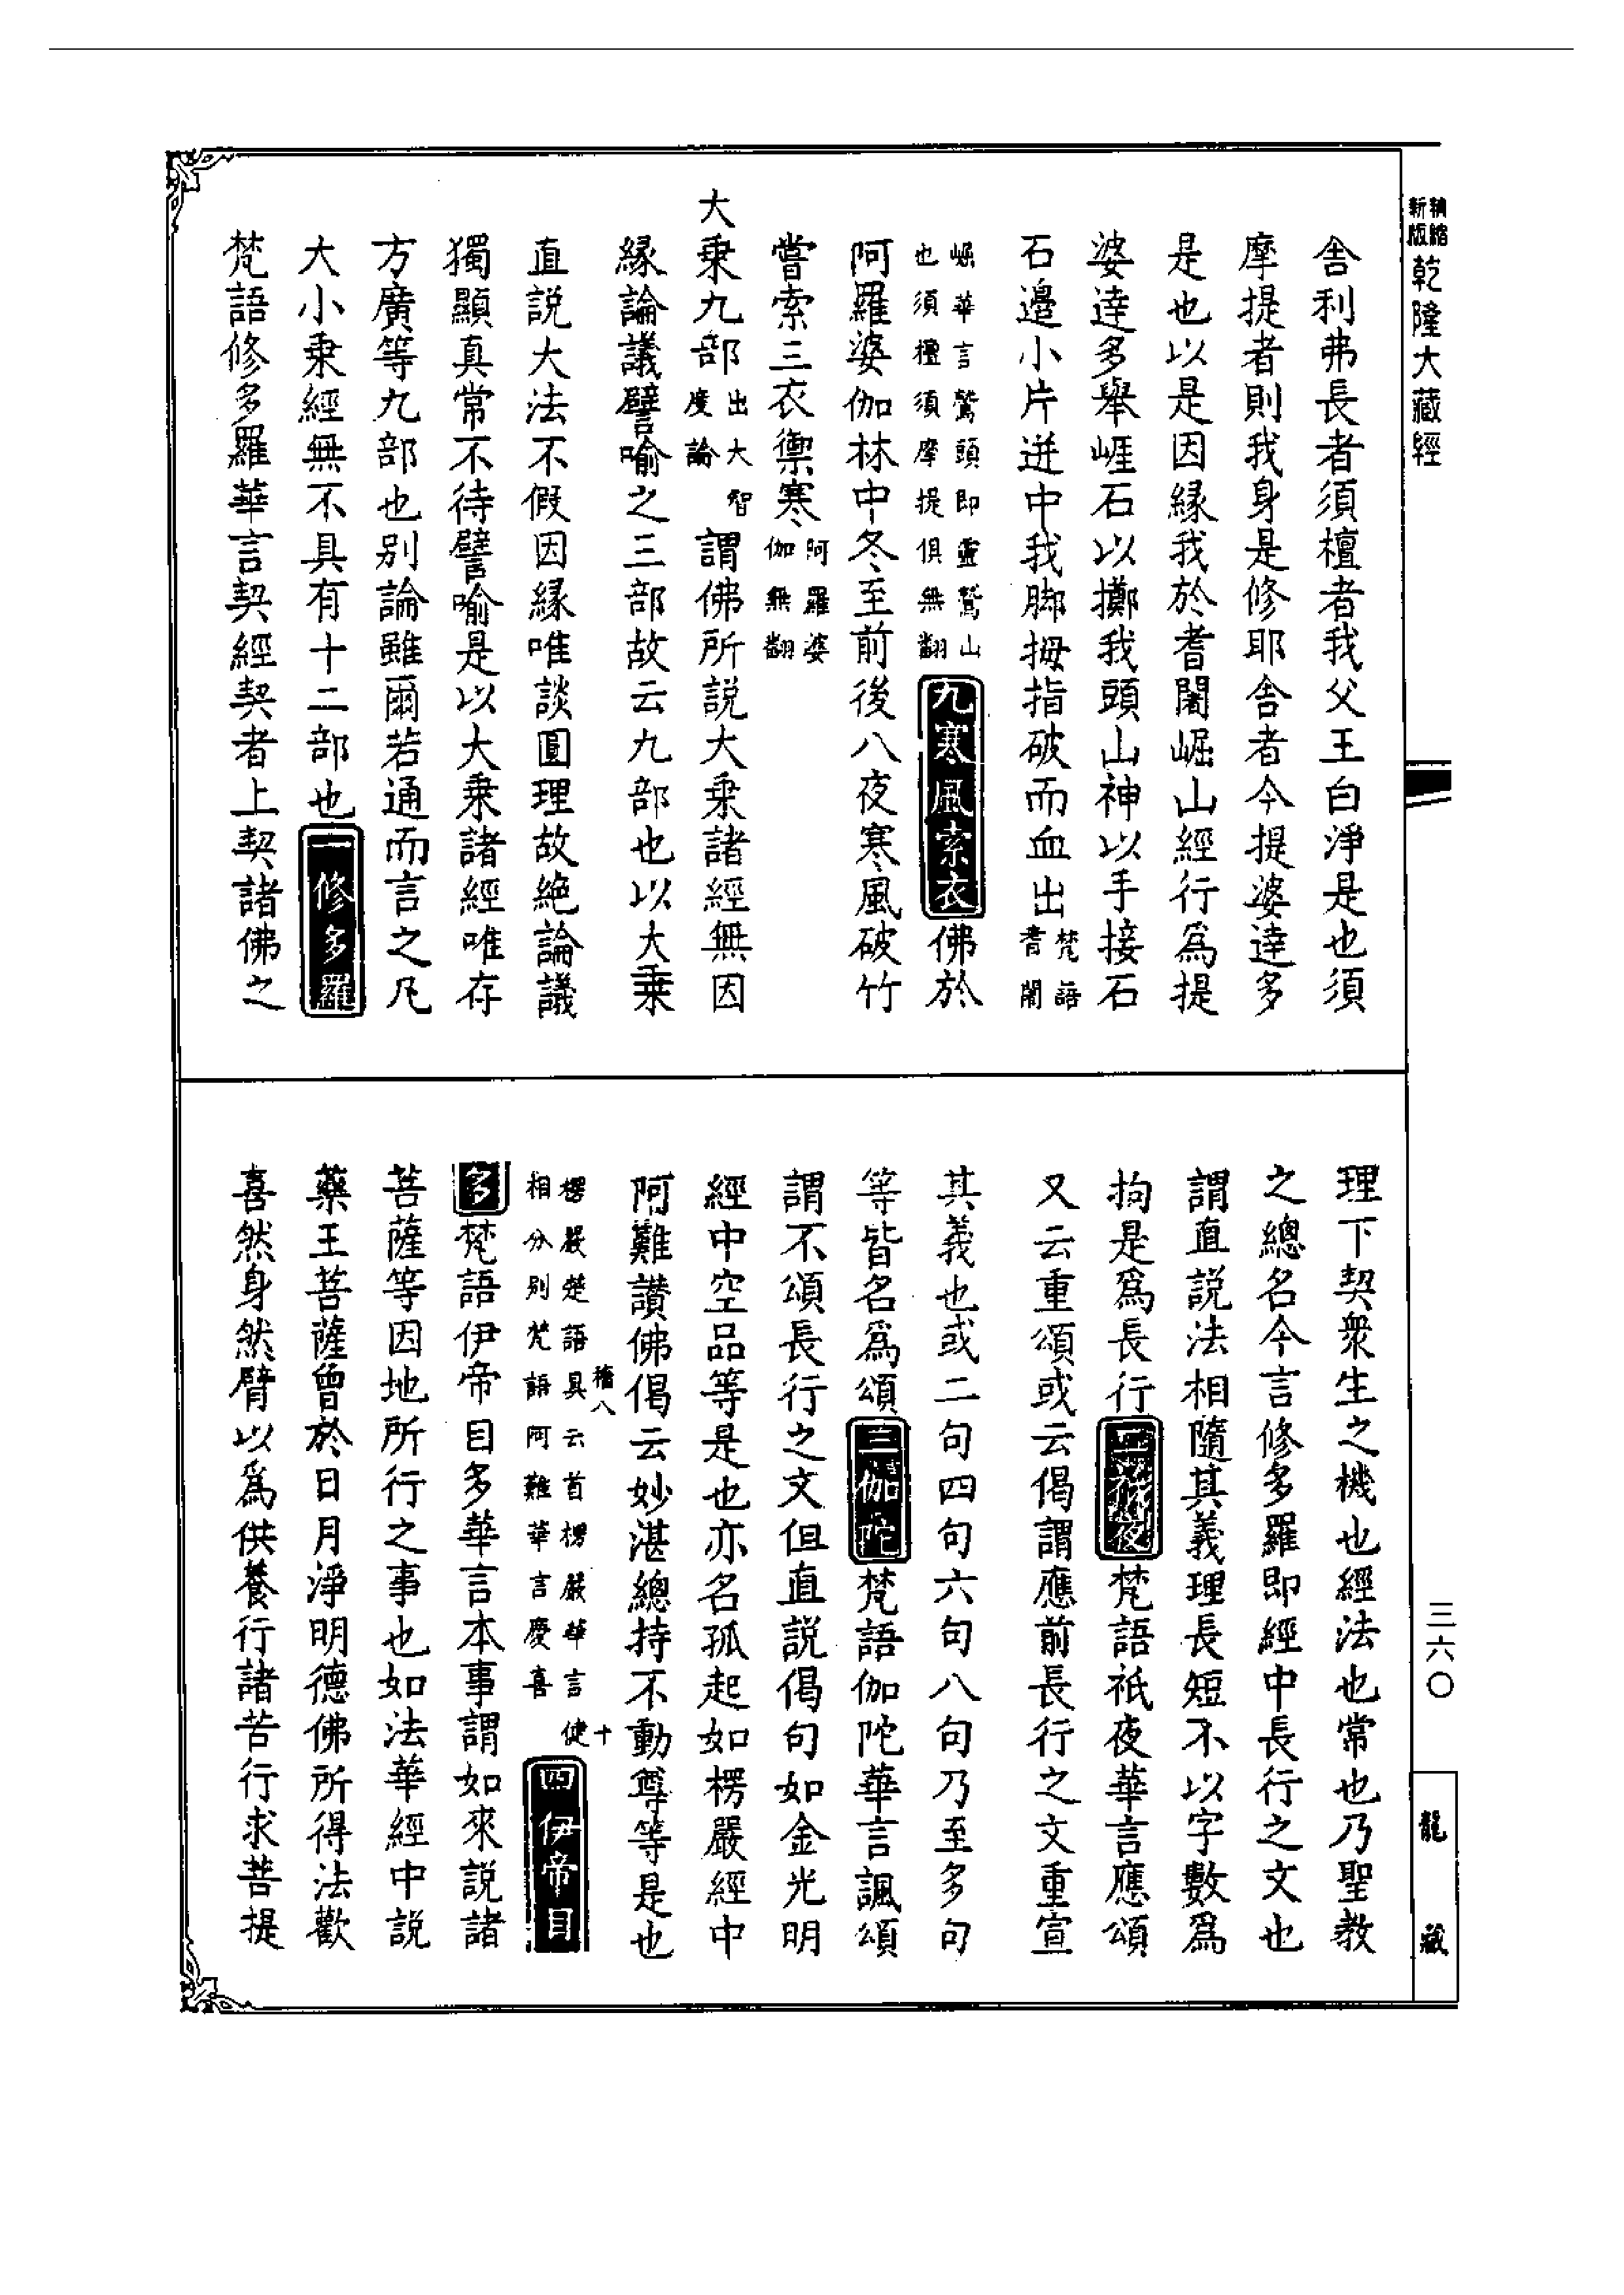 新版精縮乾隆大藏經
舍利弗長者須檀者我父王白淨是也須
摩提者則我身是修耶舍者今提婆達多
是也以是因緣我於耆闍崛山經行爲提
婆達多舉崕石以擲我頭山神以手接石
石邉小片迸中我脚拇指破而血出梵語耆闍
崛華言鷲頭即靈鷲山也須檀須摩提俱無翻九寒風索衣佛於
阿羅婆伽林中冬至前後八夜寒風破竹
嘗索三衣禦寒阿羅婆伽無翻
大乘九部出大智度論謂佛所說大乘諸經無因
緣論議譬喻之三部故云九部也以大乘
直說大法不假因緣唯談圓理故絕論議
獨顯真常不待譬喻是以大乘諸經唯存
方廣等九部也别論雖爾若通而言之凡
大小乘經無不具有十二部也一修多羅
梵語修多羅華言契經契者上契諸佛之
理下契衆生之機也經法也常也乃聖教
之總名今言修多羅即經中長行之文也
謂直說法相隨其義理長短不以字數爲
拘是爲長行二祇夜梵語祇夜華言應頌
又云重頌或云偈謂應前長行之文重宣
其義也或二句四句六句八句乃至多句
等皆名爲頌三伽陀梵語伽陀華言諷頌
謂不頌長行之文但直說偈句如金光明
經中空品等是也亦名孤起如楞嚴經中
阿難讚佛偈云妙湛總持不動尊等是也
楞嚴楚語具云首楞嚴華言健相分别梵語阿難華言慶喜四伊帝目
多梵語伊帝目多華言本事謂如來說諸
菩薩等因地所行之事也如法華經中說
藥王菩薩曾於日月淨明德佛所得法歡
喜然身然臂以爲供養行諸苦行求菩提
三六〇
龍藏